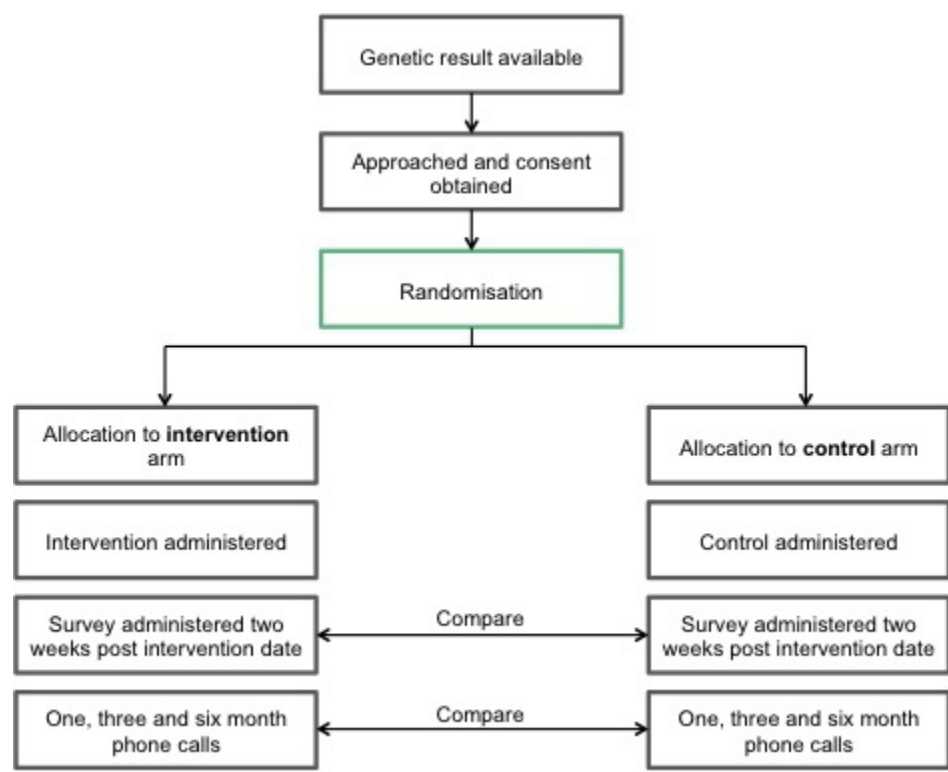 Genetic result available
Approached and consent
obtained
Randomisation
Allocation to intervention
arm
Allocation to control arm
Intervention administered
Control administered
Survey administered two
weeks post intervention date
Compare
Survey administered two
weeks post intervention date
One, three and six month
phone calls
Compare
One, three and six month
phone calls